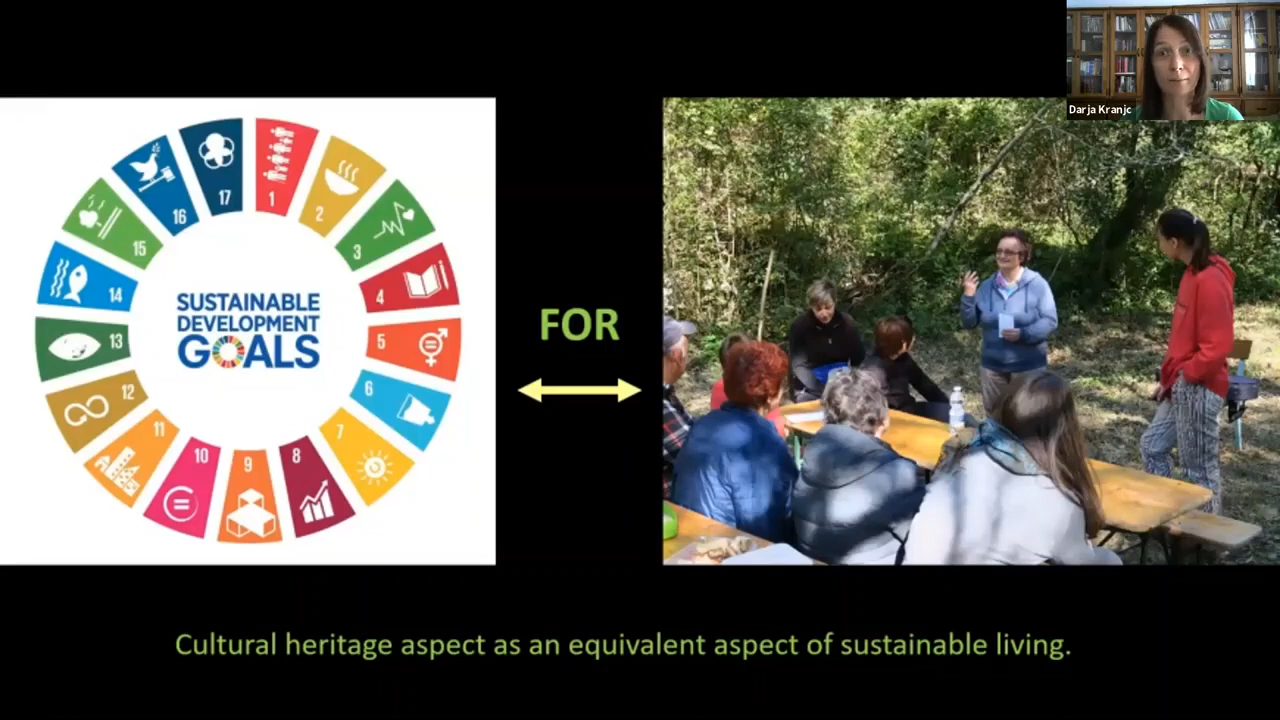 Darja Kranjc
17
1
2
3
4
5
6
7
8
9
10
11
12
13
14
15
16
SUSTAINABLE
DEVELOPMENT
GOALS
FOR
Cultural heritage aspect as an equivalent aspect of sustainable living.